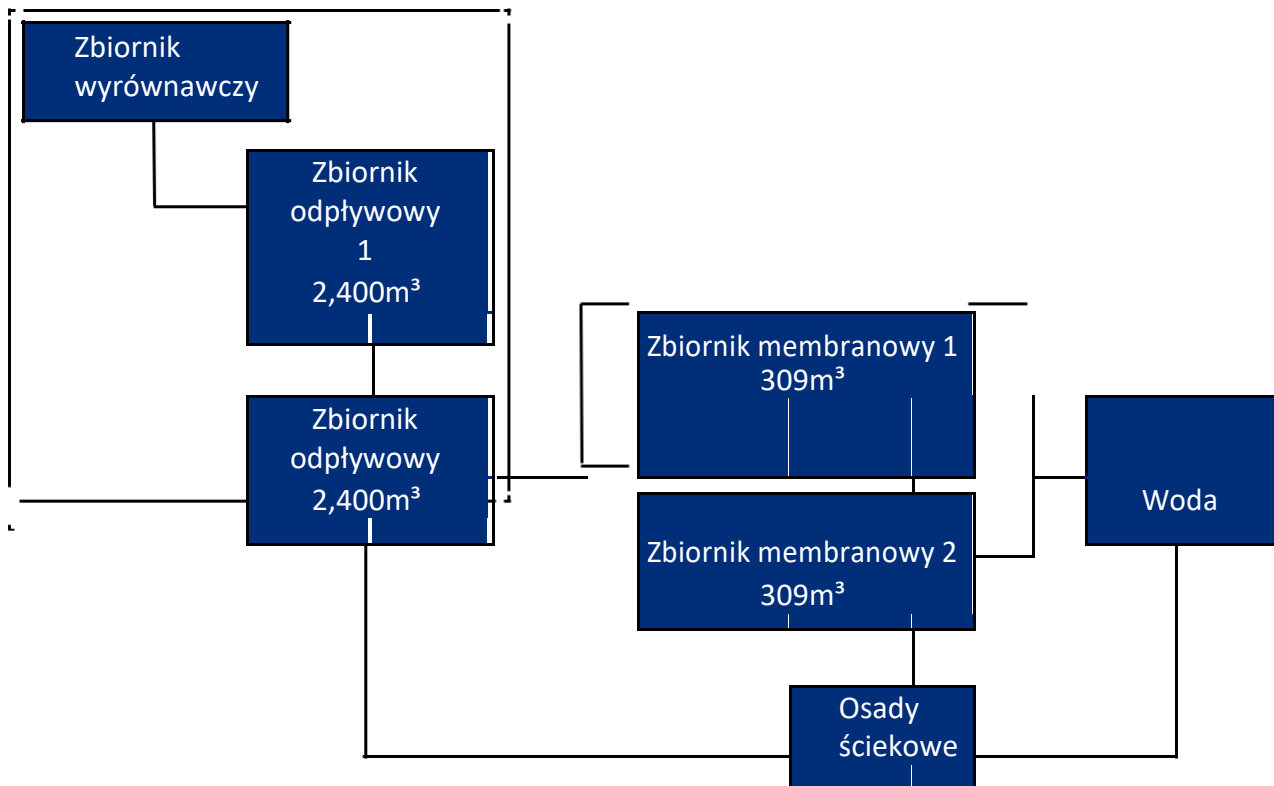 Zbiornik
wyrównawczy
Zbiornik
odpływowy
1
2,400m³
Zbiornik
odpływowy
2,400m³
Zbiornik membranowy 1
309m³
Zbiornik membranowy 2
309m³
Woda
Osady
ściekowe